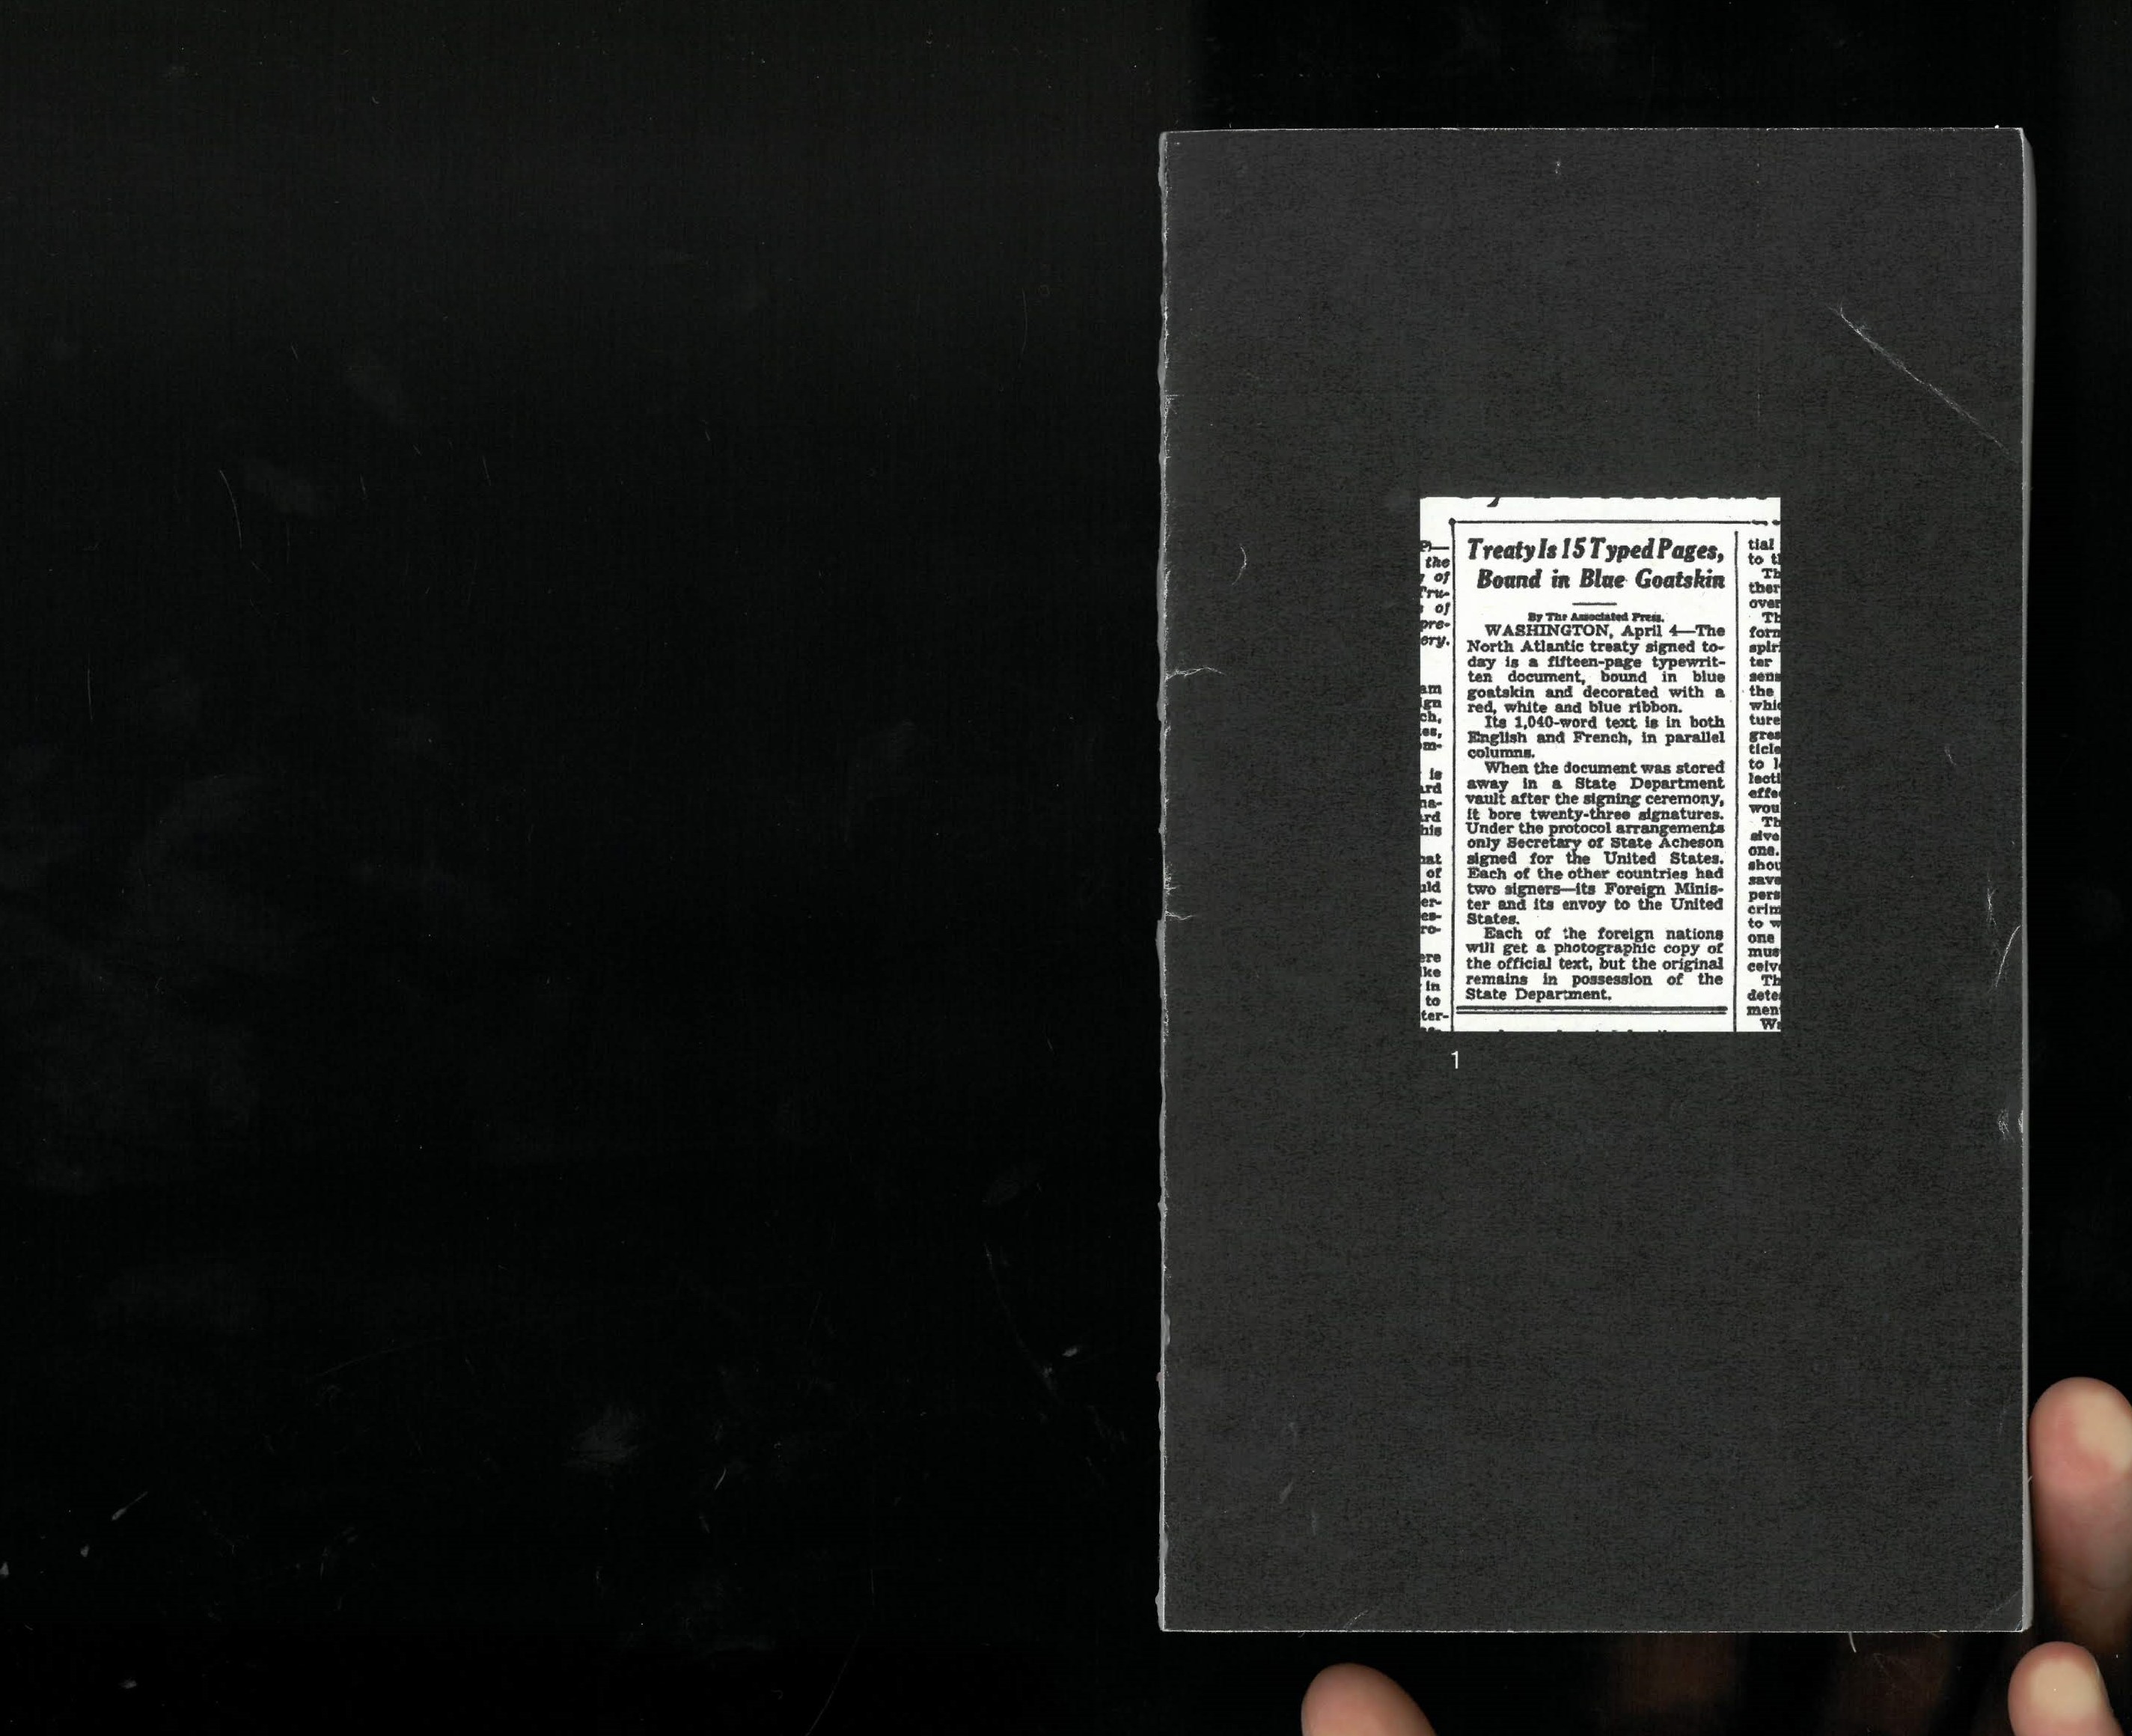 Treaty Is 15 Typed Pages,
Bound in Blue Goatskin
By The Associated Press.
WASHINGTON, April 4—The
North Atlantic treaty signed to-
day is a fifteen-page typewrit-
ten document, bound in blue
goatskin and decorated with a
red, white and blue ribbon.
Its 1,040-word text is in both
English and French, in parallel
columns.
When the document was stored
away in a State Department
vault after the signing ceremony,
it bore twenty-three signatures.
Under the protocol arrangements
only Secretary of State Acheson
signed for the United States.
Each of the other countries had
two signers—its Foreign Minis-
ter and its envoy to the United
States.
Each of the foreign nations
will get a photographic copy of
the official text, but the original
remains in possession of the
State Department.
1